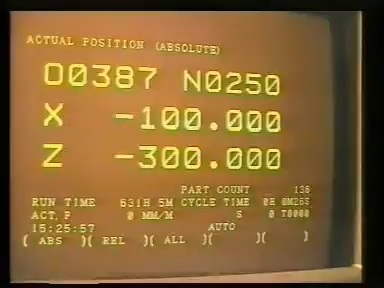 ACTUAL POSITION (ABSOLUTE)
O0387 N0250
X -100.000
Z -300.000
PART COUNT 136
RUN TIME 631H 5M CYCLE TIME 0H 0M26S
ACT.F 0 MM/M S 0 T0000
15:25:57 AUTO
( ABS )( REL )( ALL )( )( )